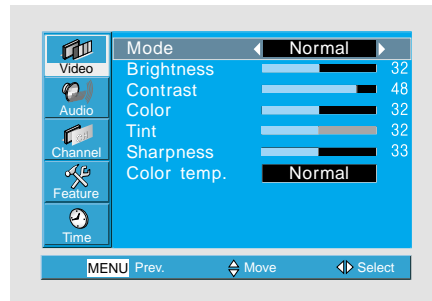 Video
Audio
Channel
Feature
Time
Mode Normal
Brightness 32
Contrast 48
Color 32
Tint 32
Sharpness 33
Color temp. Normal
MENU Prev. Move Select